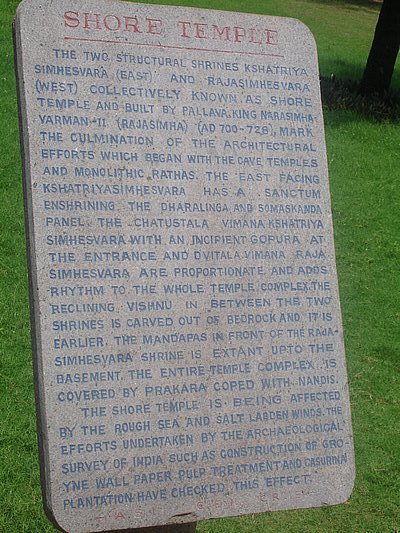 SHORE TEMPLE
THE TWO STRUCTURAL SHRINES KSHATRIYA
SIMHESVARA (EAST) AND RAJASIMHESVARA
(WEST) COLLECTIVELY KNOWN AS SHORE
TEMPLE AND BUILT BY PALLAVA KING NARASIMHA-
VARMAN-II (RAJASIMHA) (AD 700-728), MARK
THE CULMINATION OF THE ARCHITECTURAL
EFFORTS WHICH BEGAN WITH THE CAVE TEMPLES
AND MONOLITHIC RATHAS. THE EAST FACING
KSHATRIYASIMHESVARA HAS A SANCTUM
ENSHRINING THE DHARALINGA AND SOMASKANDA
PANEL. THE CHATUSTALA VIMANA KSHATRIYA
SIMHESVARA WITH AN INCIPIENT GOPURA AT
THE ENTRANCE AND DVITALA VIMANA RAJA
SIMHESVARA ARE PROPORTIONATE AND ADDS
RHYTHM TO THE WHOLE TEMPLE COMPLEX. THE
RECLINING VISHNU IN BETWEEN THE TWO
SHRINES IS CARVED OUT OF BEDROCK AND IT IS
EARLIER. THE MANDAPAS IN FRONT OF THE RAJA-
SIMHESVARA SHRINE IS EXTANT UPTO THE
BASEMENT. THE ENTIRE TEMPLE COMPLEX IS
COVERED BY PRAKARA COPED WITH NANDIS.
THE SHORE TEMPLE IS BEING AFFECTED
BY THE ROUGH SEA AND SALT LADDEN WINDS. THE
EFFORTS UNDERTAKEN BY THE ARCHAEOLOGICAL
SURVEY OF INDIA SUCH AS CONSTRUCTION OF GRO-
YNE WALL PAPER PULP TREATMENT AND CASURINA
PLANTATION HAVE CHECKED THIS EFFECT.